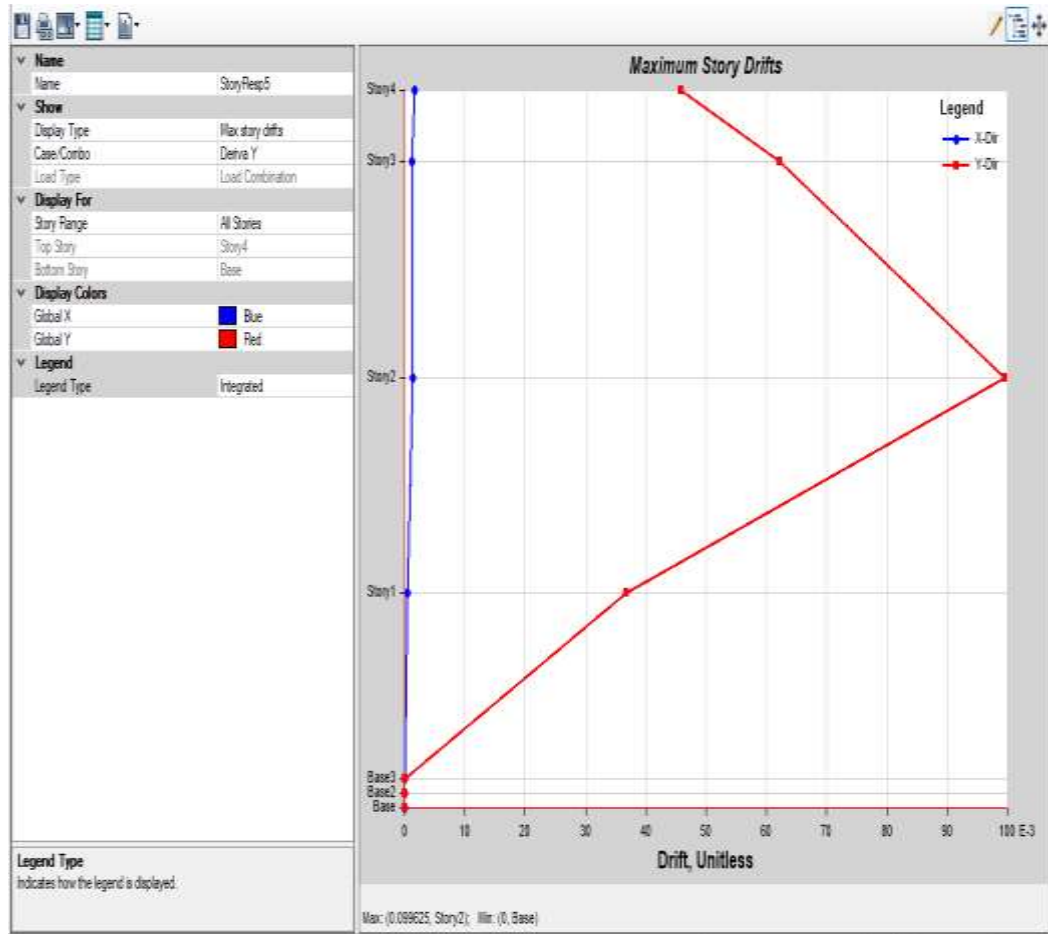 Name
Name StoryResp5
Show
Display Type Max story drifts
Case/Combo Deriva Y
Load Type Load Combination
Display For
Story Range All Stories
Top Story Story4
Bottom Story Base
Display Colors
Global X Blue
Global Y Red
Legend
Legend Type Integrated
Legend Type
Indicates how the legend is displayed.
Maximum Story Drifts
Legend
X-Dir
Y-Dir
Story4
Story3
Story2
Story1
Base3
Base2
Base
0 10 20 30 40 50 60 70 80 90 100 E-3
Drift, Unitless
Max: (0.099625, Story2); Min: (0, Base)